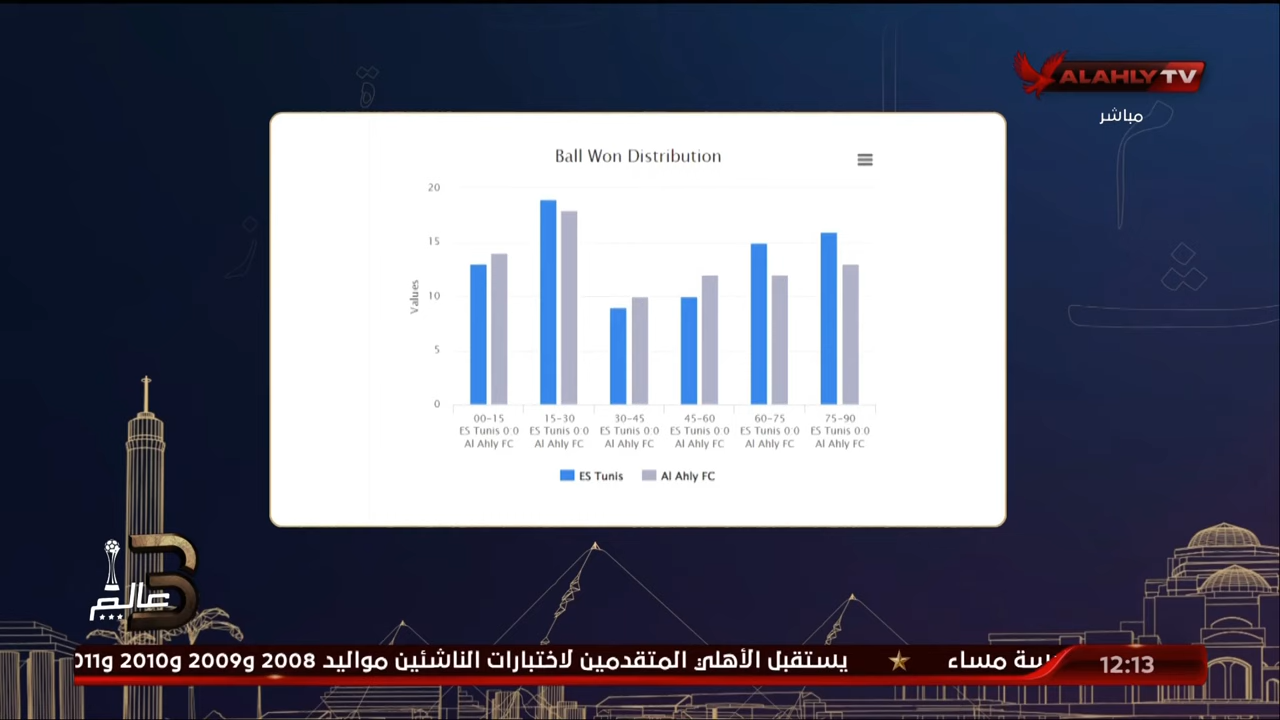 ALAHLY TV
مباشر
Ball Won Distribution
20
15
10
5
0
Values
00-15
ES Tunis 0:0
Al Ahly FC
15-30
ES Tunis 0:0
Al Ahly FC
30-45
ES Tunis 0:0
Al Ahly FC
45-60
ES Tunis 0:0
Al Ahly FC
60-75
ES Tunis 0:0
Al Ahly FC
75-90
ES Tunis 0:0
Al Ahly FC
ES Tunis
Al Ahly FC
3
عالم
مساء ★ يستقبل الأهلي المتقدمين لاختبارات الناشئين مواليد 2008 و2009 و2010
12:13